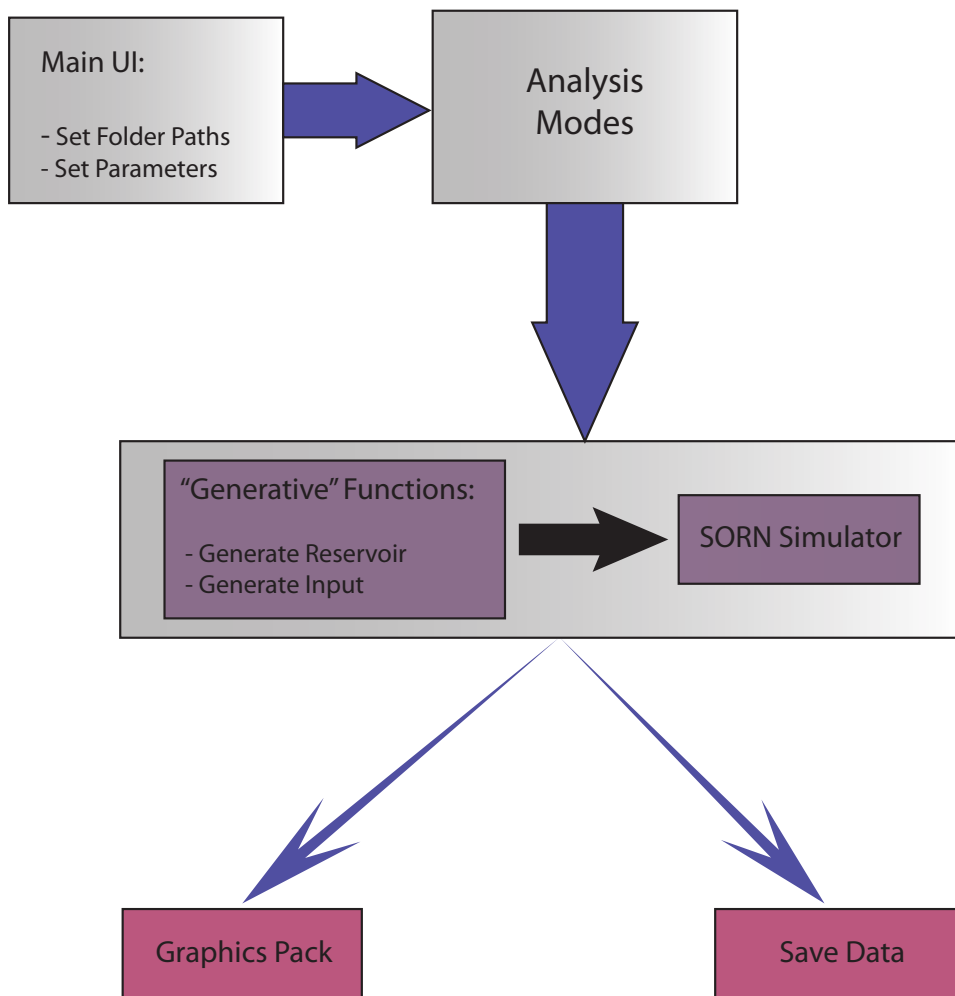 Main UI:
- Set Folder Paths
- Set Parameters
Analysis
Modes
“Generative” Functions:
- Generate Reservoir
- Generate Input
SORN Simulator
Graphics Pack
Save Data